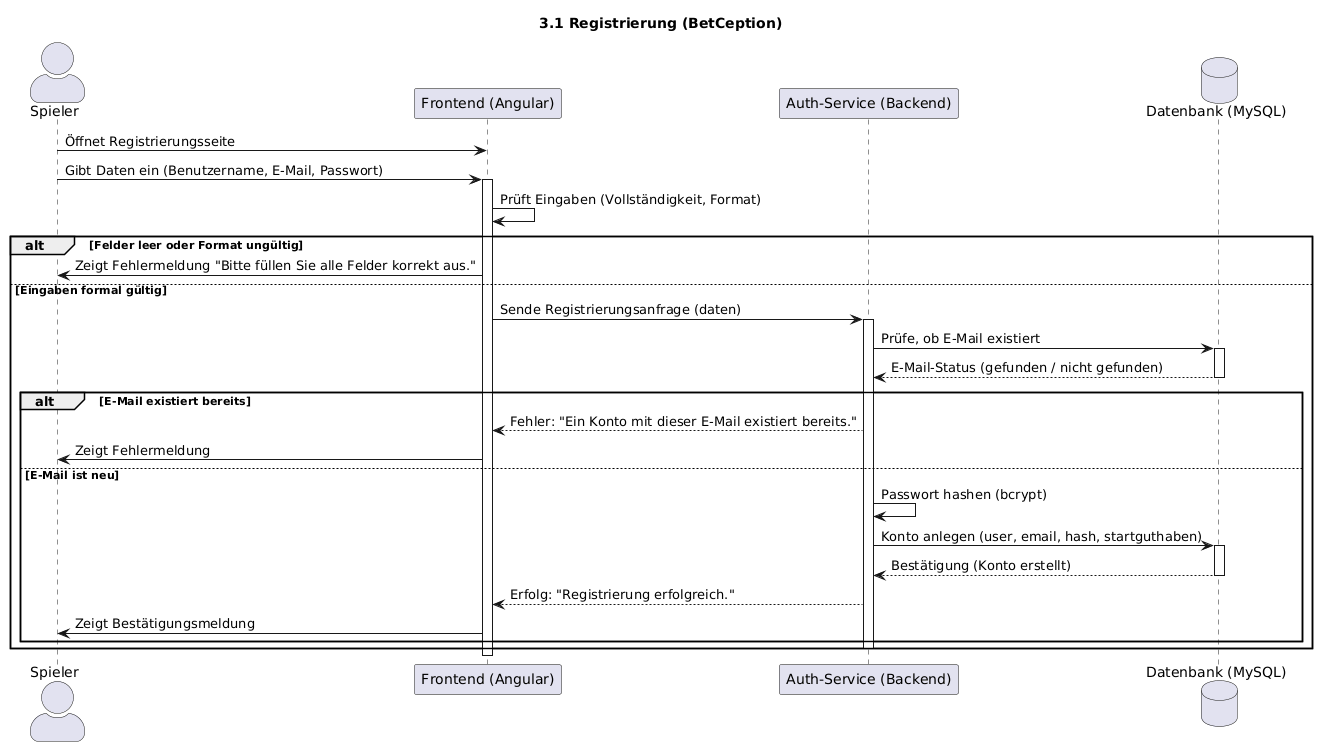 3.1 Registrierung (BetCeption)
Spieler
Frontend (Angular)
Auth-Service (Backend)
Datenbank (MySQL)
Öffnet Registrierungsseite
Gibt Daten ein (Benutzername, E-Mail, Passwort)
Prüft Eingaben (Vollständigkeit, Format)
alt
[Felder leer oder Format ungültig]
Zeigt Fehlermeldung "Bitte füllen Sie alle Felder korrekt aus."
[Eingaben formal gültig]
Sende Registrierungsanfrage (daten)
Prüfe, ob E-Mail existiert
E-Mail-Status (gefunden / nicht gefunden)
alt
[E-Mail existiert bereits]
Fehler: "Ein Konto mit dieser E-Mail existiert bereits."
Zeigt Fehlermeldung
[E-Mail ist neu]
Passwort hashen (bcrypt)
Konto anlegen (user, email, hash, startguthaben)
Bestätigung (Konto erstellt)
Erfolg: "Registrierung erfolgreich."
Zeigt Bestätigungsmeldung
Spieler
Frontend (Angular)
Auth-Service (Backend)
Datenbank (MySQL)